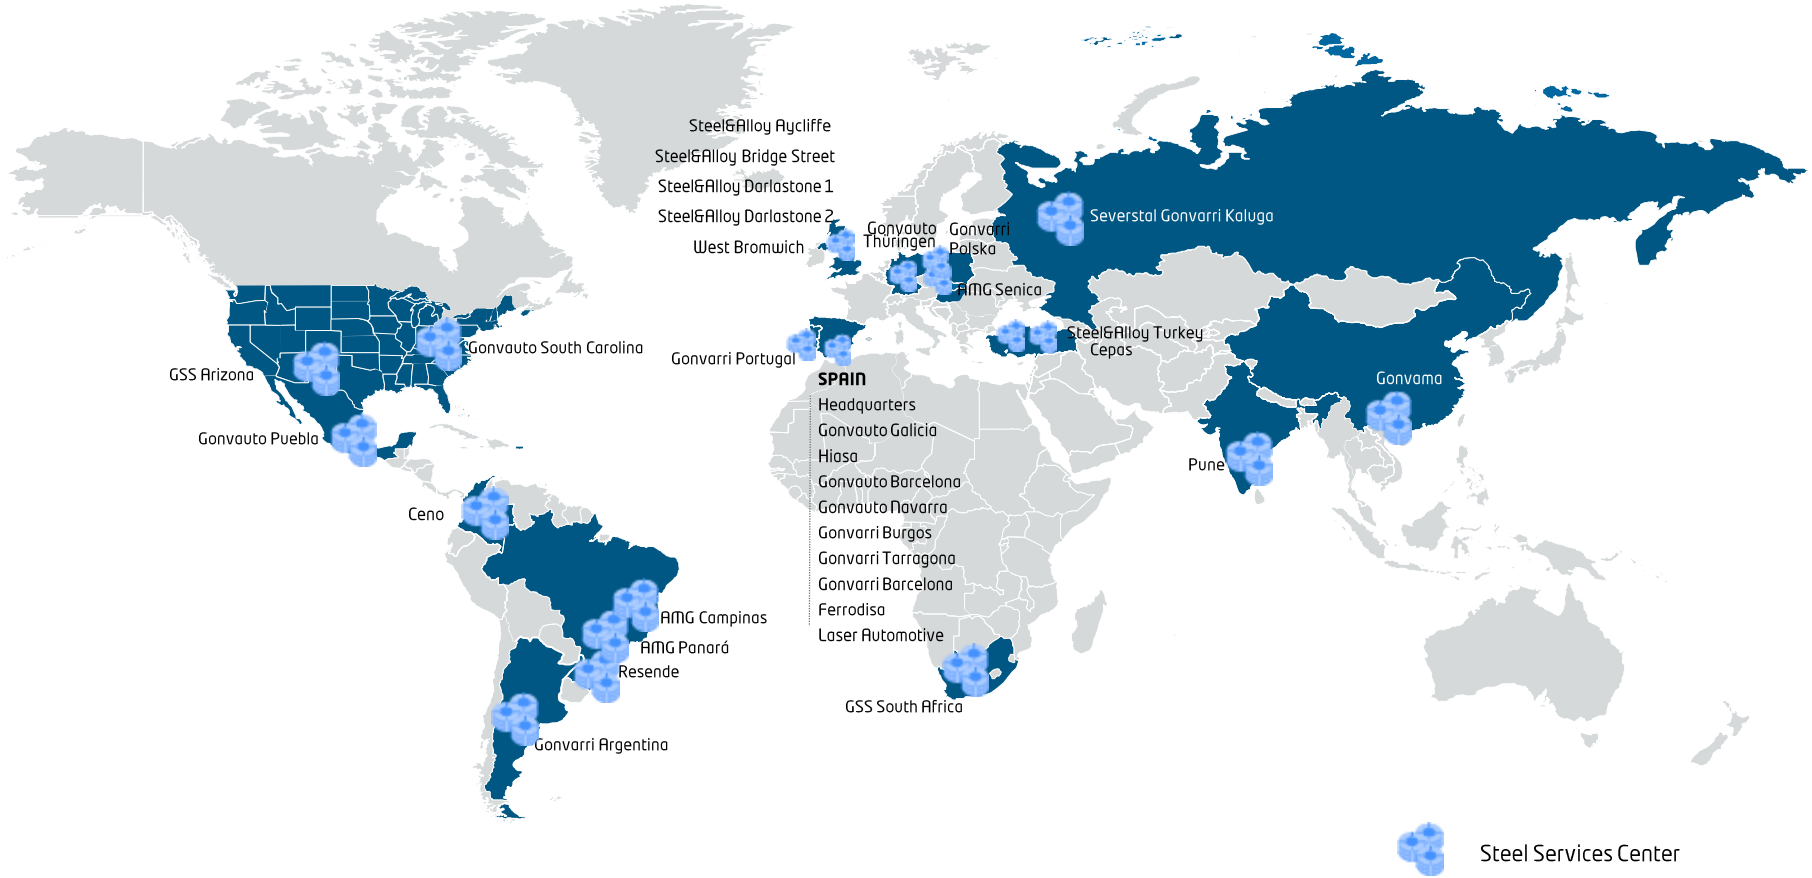 Steel&Alloy Aycliffe
Steel&Alloy Bridge Street
Steel&Alloy Darlastone 1
Steel&Alloy Darlastone 2
West Bromwich
Gonvauto
Thüringen
Gonvarri
Polska
AMG Senica
Severstal Gonvarri Kaluga
Gonvauto South Carolina
GSS Arizona
Gonvauto Puebla
Gonvarri Portugal
Steel&Alloy Turkey
Cepas
Gonvama
Pune
SPAIN
Headquarters
Gonvauto Galicia
Hiasa
Gonvauto Barcelona
Gonvauto Navarra
Gonvarri Burgos
Gonvarri Tarragona
Gonvarri Barcelona
Ferrodisa
Laser Automotive
Ceno
AMG Campinas
AMG Panará
Resende
Gonvarri Argentina
GSS South Africa
Steel Services Center